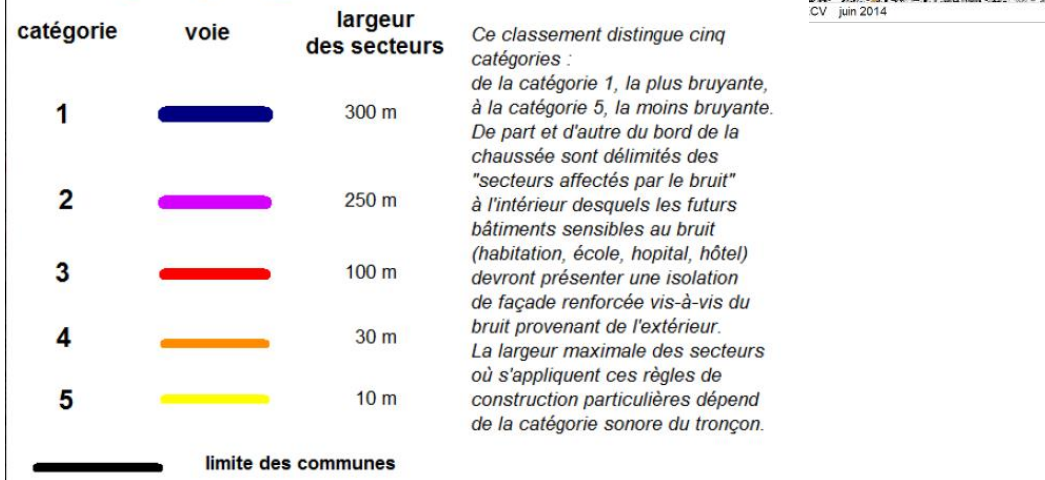 CV juin 2014
catégorie voie largeur des secteurs
1 300 m
2 250 m
3 100 m
4 30 m
5 10 m
limite des communes
Ce classement distingue cinq
catégories :
de la catégorie 1, la plus bruyante,
à la catégorie 5, la moins bruyante.
De part et d'autre du bord de la
chaussée sont délimités des
"secteurs affectés par le bruit"
à l'intérieur desquels les futurs
bâtiments sensibles au bruit
(habitation, école, hopital, hôtel)
devront présenter une isolation
de façade renforcée vis-à-vis du
bruit provenant de l'extérieur.
La largeur maximale des secteurs
où s'appliquent ces règles de
construction particulières dépend
de la catégorie sonore du tronçon.